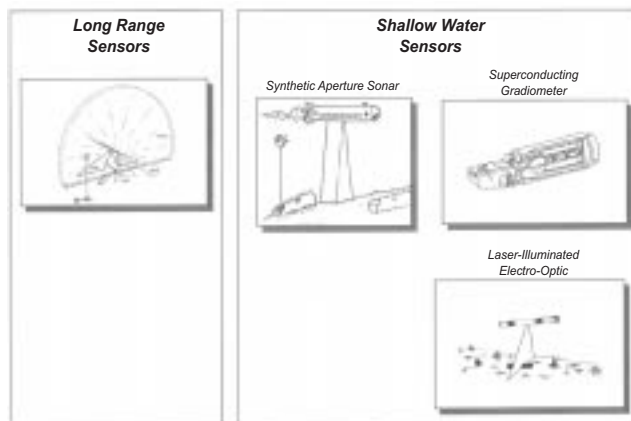 Long Range
Sensors
Shallow Water
Sensors
Synthetic Aperture Sonar
Superconducting
Gradiometer
Laser-Illuminated
Electro-Optic